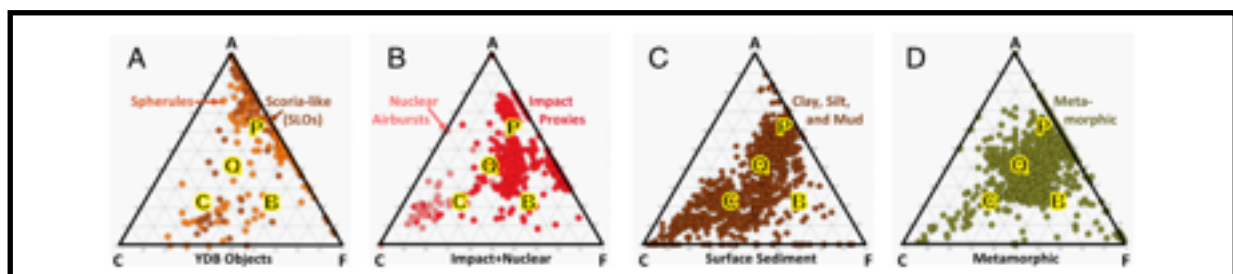 A
A
Spherules
Scoria-like
(SLOs)
P
Q
C
B
C
YDB Objects
F
B
A
Nuclear
Airbursts
Impact
Proxies
P
Q
C
B
C
Impact+Nuclear
F
C
A
Clay, Silt,
and Mud
P
Q
C
B
C
Surface Sediment
F
D
A
Meta-
morphic
P
Q
C
B
C
Metamorphic
F